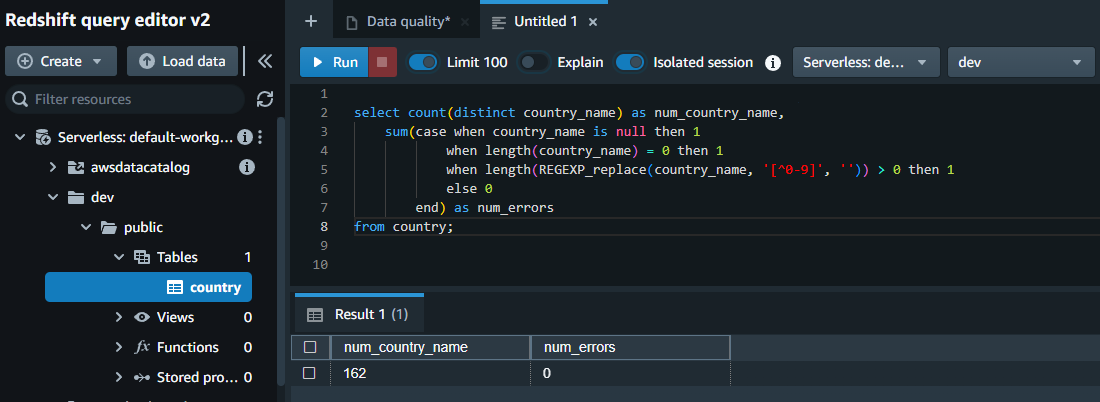 Redshift query editor v2
Create
Load data
Filter resources
Serverless: default-workg...
awsdatacatalog
dev
public
Tables 1
country
Views 0
fx Functions 0
Stored pro... 0
Data quality*
Untitled 1
Run
Limit 100
Explain
Isolated session
Serverless: de...
dev
1
2 select count(distinct country_name) as num_country_name,
3 sum(case when country_name is null then 1
4 when length(country_name) = 0 then 1
5 when length(REGEXP_replace(country_name, '[^0-9]', '')) > 0 then 1
6 else 0
7 end) as num_errors
8 from country;
9
10
Result 1 (1)
num_country_name num_errors
162 0